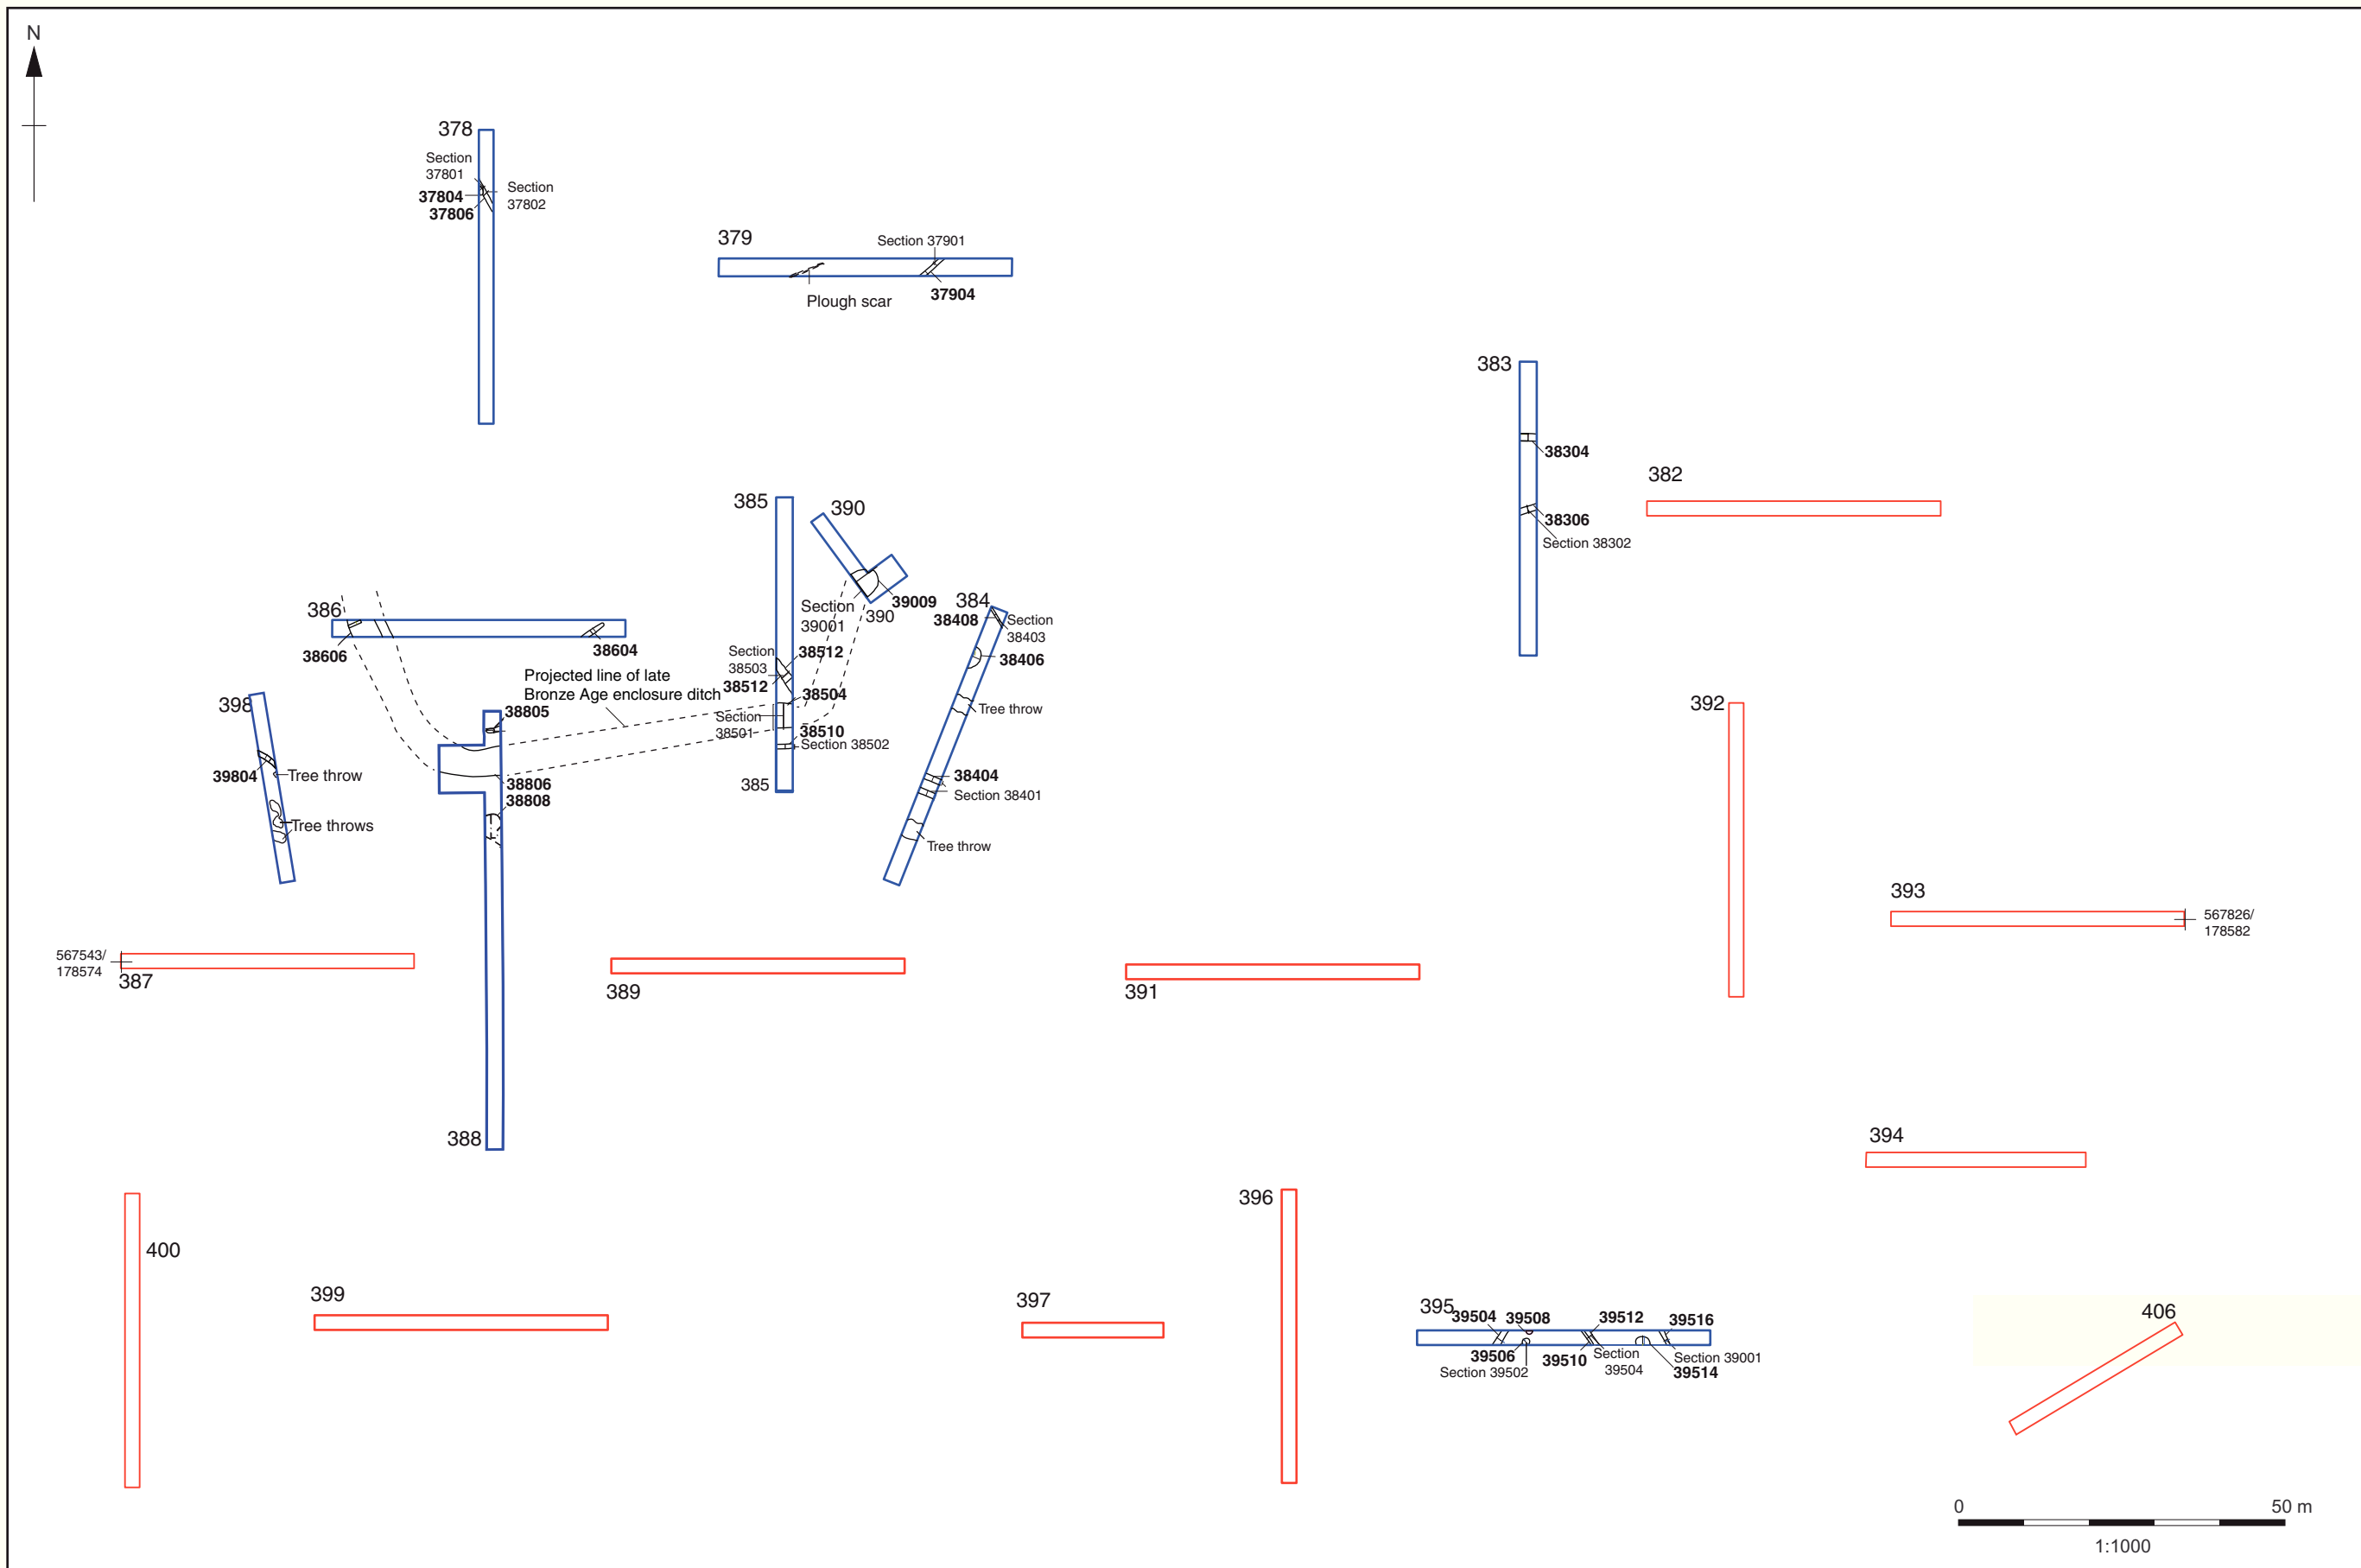 N
378
Section
37801
37804
37806
Section
37802
379
Section 37901
Plough scar
37904
383
38304
38306
Section 38302
382
385
390
Section
39001
39009
390
384
38408
Section
38403
38406
386
38606
38604
Section
38503
38512
38512
38504
Projected line of late
Bronze Age enclosure ditch
Section
38501
38510
Section 38502
385
Tree throw
38404
Section 38401
Tree throw
398
39804
Tree throw
Tree throws
38805
38806
38808
388
392
393
567826/
178582
567543/
178574
387
389
391
394
396
400
399
397
395
39504
39508
39512
39516
39506
Section 39502
39510
Section
39504
Section 39001
39514
406
0
50 m
1:1000